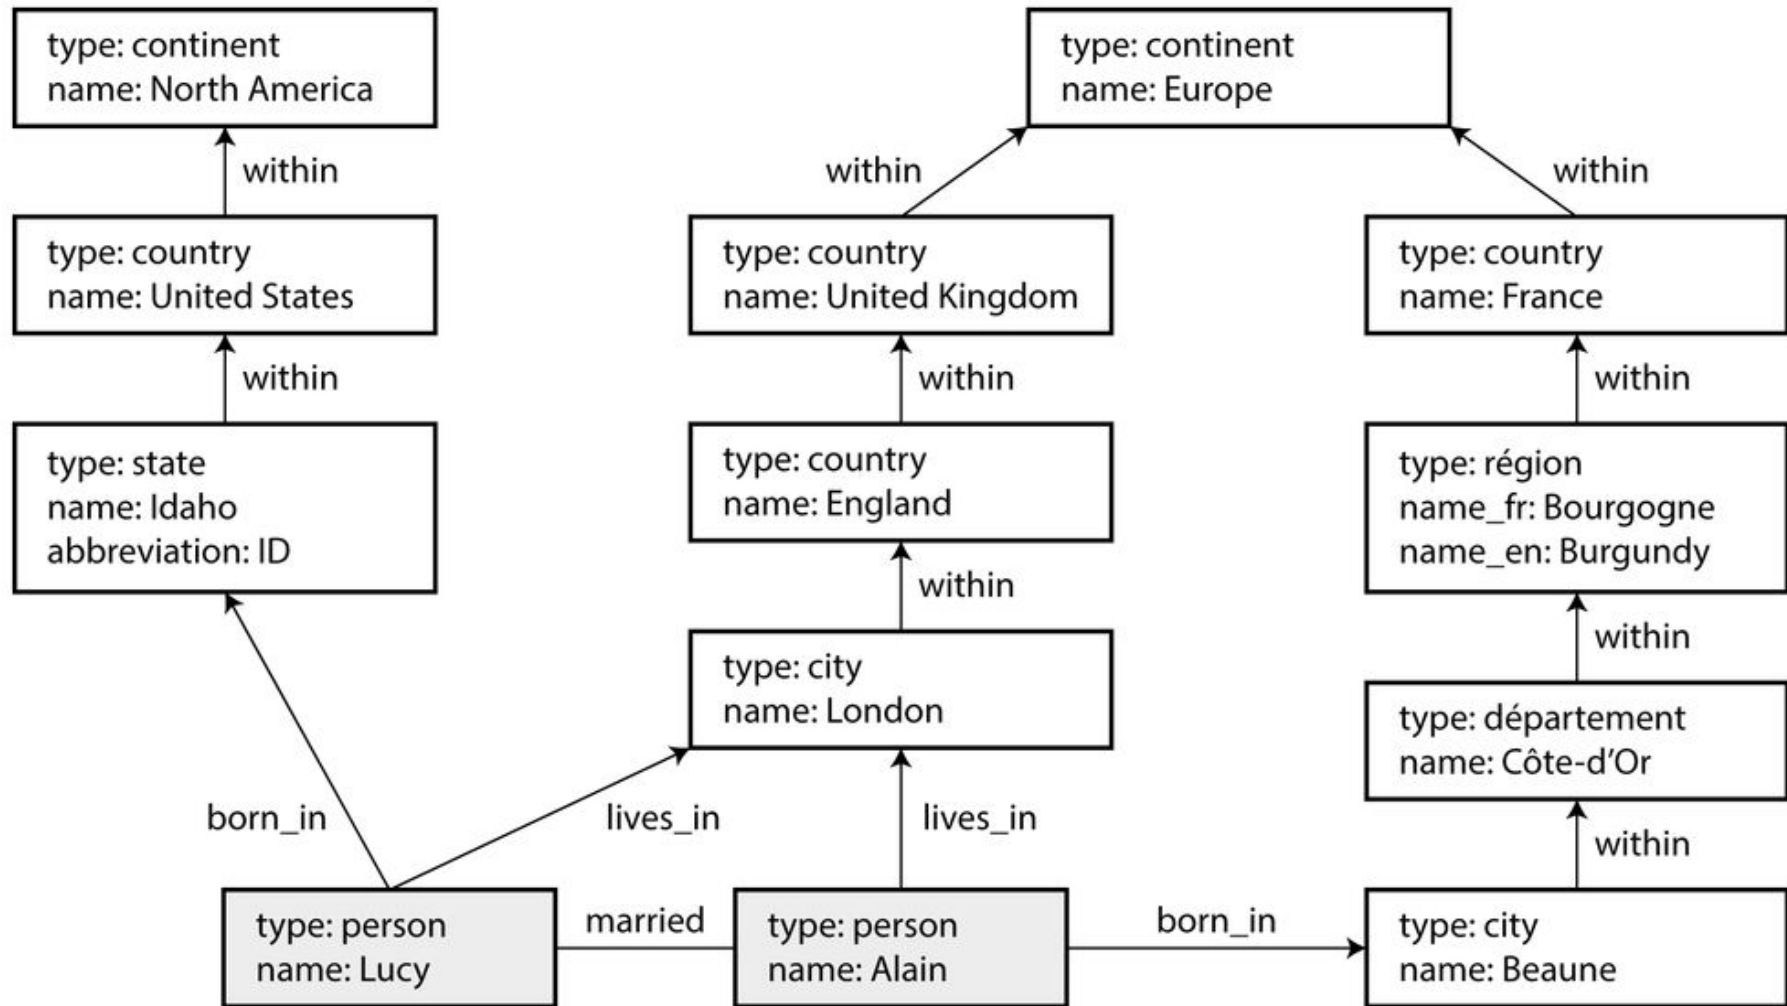 type: continent
name: North America
type: continent
name: Europe
within
within
within
type: country
name: United States
type: country
name: United Kingdom
type: country
name: France
within
within
within
type: state
name: Idaho
abbreviation: ID
type: country
name: England
type: région
name_fr: Bourgogne
name_en: Burgundy
within
within
type: city
name: London
type: département
name: Côte-d’Or
born_in
lives_in
lives_in
within
type: person
name: Lucy
married
type: person
name: Alain
born_in
type: city
name: Beaune